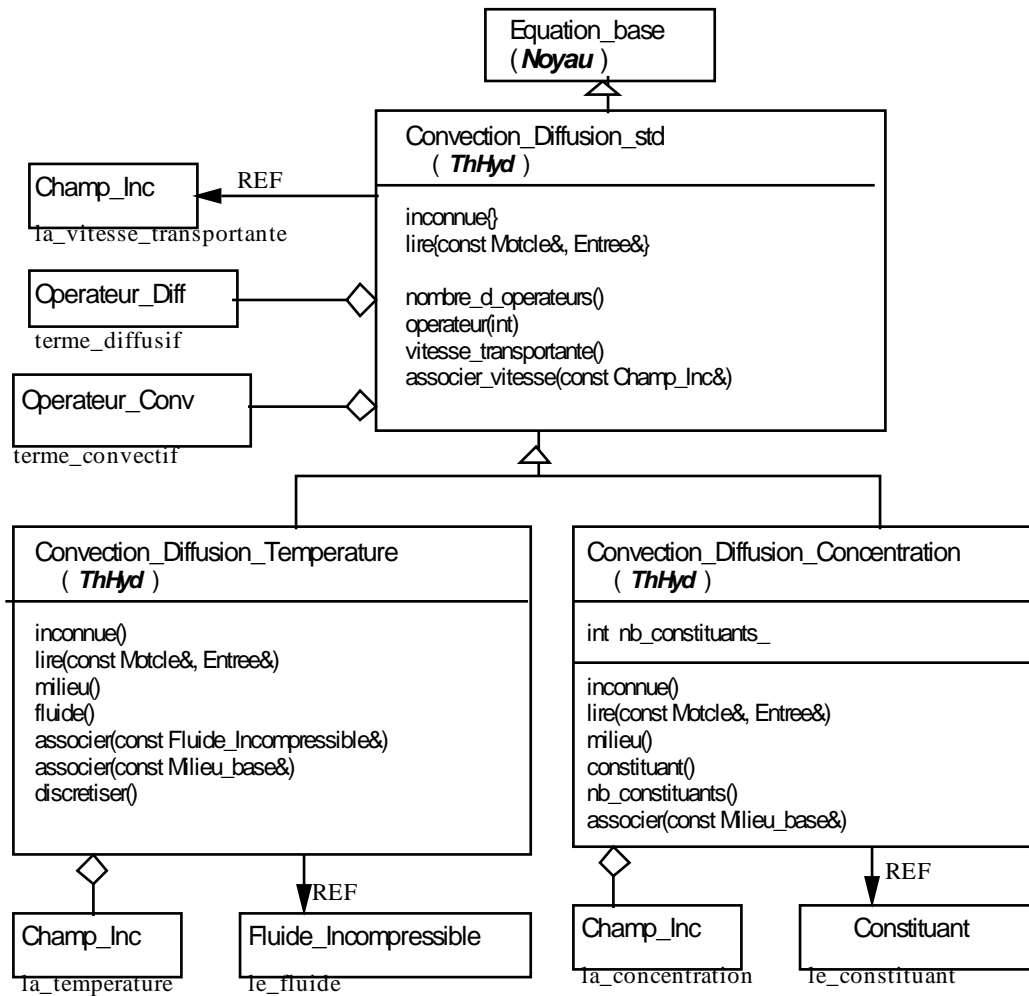 Equation_base
( Noyau )
Convection_Diffusion_std
( ThHyd )
inconnue{}
lire{const Motcle&, Entree&}
nombre_d_operateurs()
operateur(int)
vitesse_transportante()
associer_vitesse(const Champ_Inc&)
REF
Champ_Inc
la_vitesse_transportante
Operateur_Diff
terme_diffusif
Operateur_Conv
terme_convectif
Convection_Diffusion_Temperature
( ThHyd )
inconnue()
lire(const Motcle&, Entree&)
milieu()
fluide()
associer(const Fluide_Incompressible&)
associer(const Milieu_base&)
discretiser()
REF
Champ_Inc
la_temperature
Fluide_Incompressible
le_fluide
Convection_Diffusion_Concentration
( ThHyd )
int nb_constituants_
inconnue()
lire(const Motcle&, Entree&)
milieu()
constituant()
nb_constituants()
associer(const Milieu_base&)
REF
Champ_Inc
la_concentration
Constituant
le_constituant